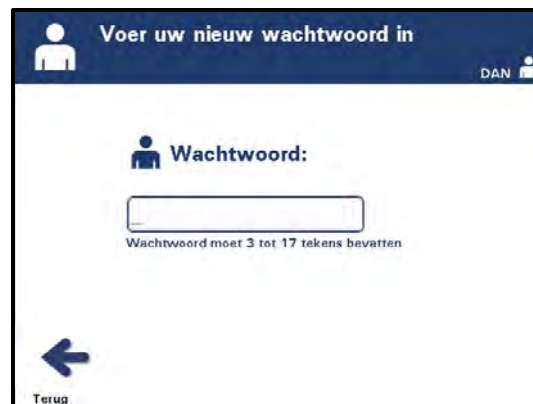 Voer uw nieuw wachtwoord in
DAN
Wachtwoord:
_
Wachtwoord moet 3 tot 17 tekens bevatten
Terug